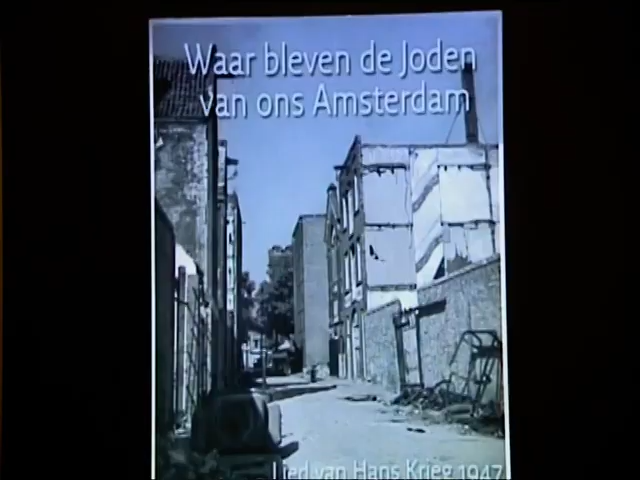 Waar bleven de Joden
van ons Amsterdam
Lied van Hans Krieg 1947